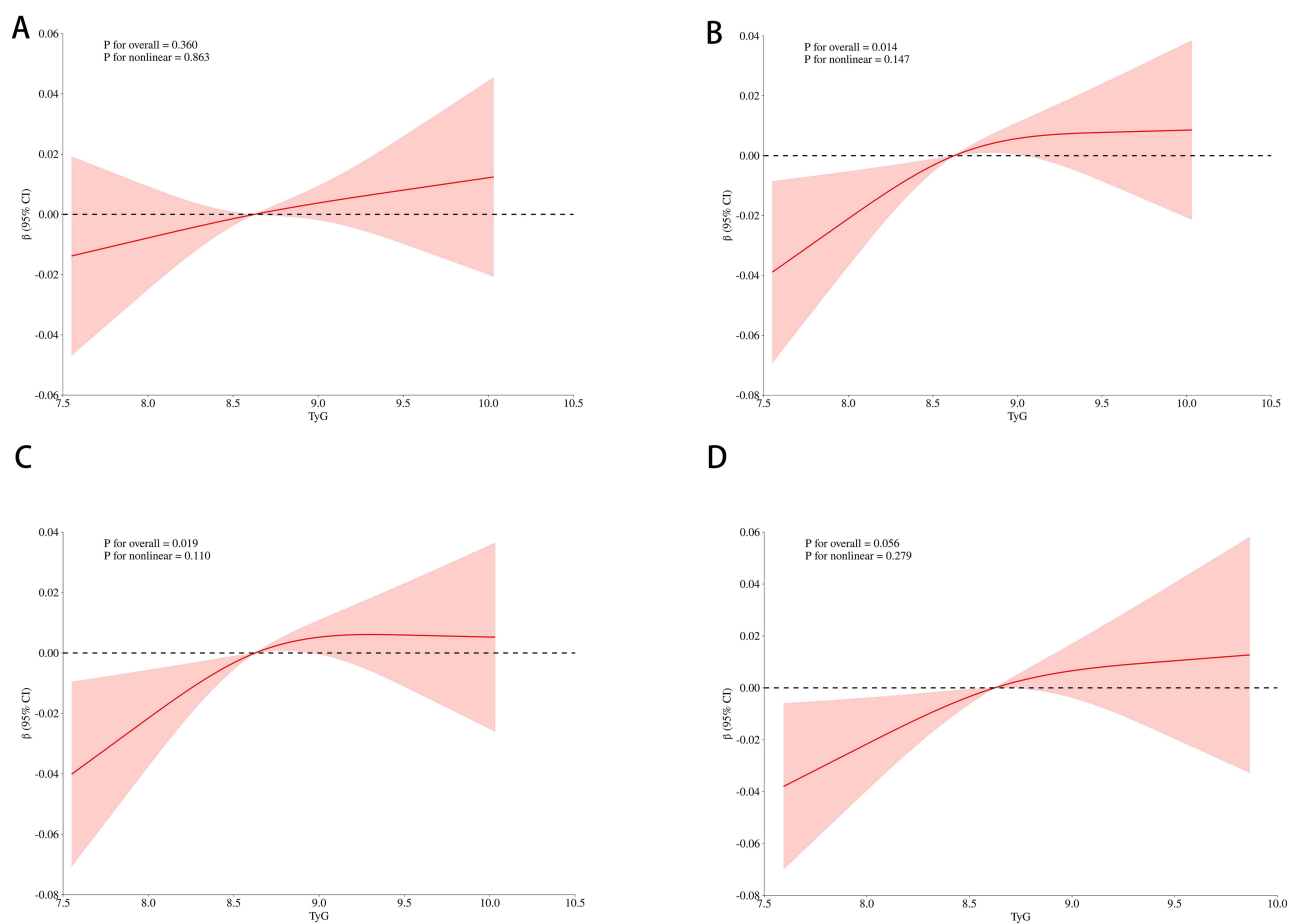 A
P for overall = 0.360
P for nonlinear = 0.863
0.06
0.04
0.02
0.00
-0.02
-0.04
-0.06
β (95% CI)
7.5 8.0 8.5 9.0 9.5 10.0 10.5
TyG
B
P for overall = 0.014
P for nonlinear = 0.147
0.04
0.02
0.00
-0.02
-0.04
-0.06
-0.08
β (95% CI)
7.5 8.0 8.5 9.0 9.5 10.0 10.5
TyG
C
P for overall = 0.019
P for nonlinear = 0.110
0.04
0.02
0.00
-0.02
-0.04
-0.06
-0.08
β (95% CI)
7.5 8.0 8.5 9.0 9.5 10.0 10.5
TyG
D
P for overall = 0.056
P for nonlinear = 0.279
0.06
0.04
0.02
0.00
-0.02
-0.04
-0.06
-0.08
β (95% CI)
7.5 8.0 8.5 9.0 9.5 10.0
TyG